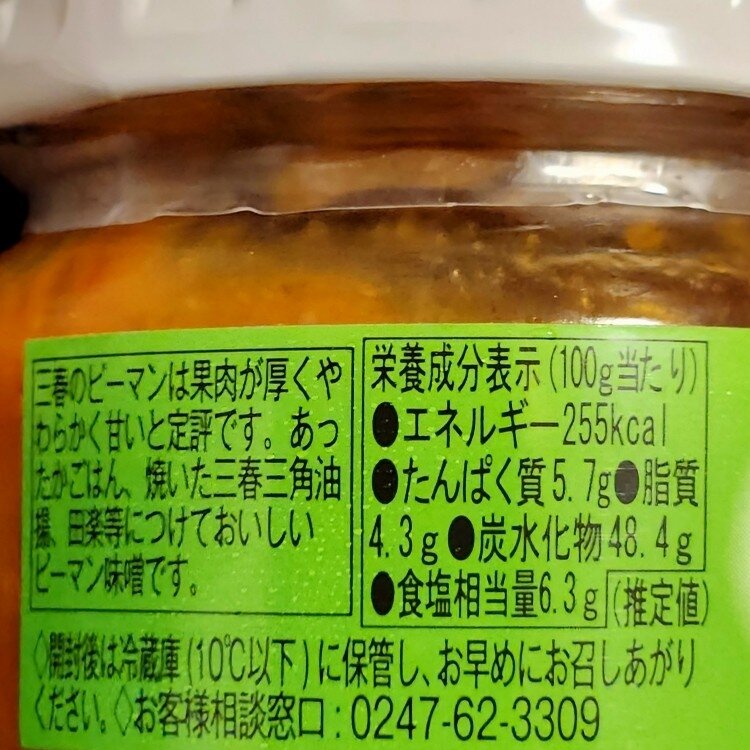 三春のピーマンは果肉が厚くや
わらかく甘いと定評です。あっ
たかごはん、焼いた三春三角油
揚、田楽等につけておいしい
ピーマン味噌です。
栄養成分表示(100g当たり)
●エネルギー255kcal
●たんぱく質5.7g●脂質
4.3g●炭水化物48.4g
●食塩相当量6.3g(推定値)
◇開封後は冷蔵庫(10℃以下)に保管し、お早めにお召しあがり
ください。◇お客様相談窓口:0247-62-3309